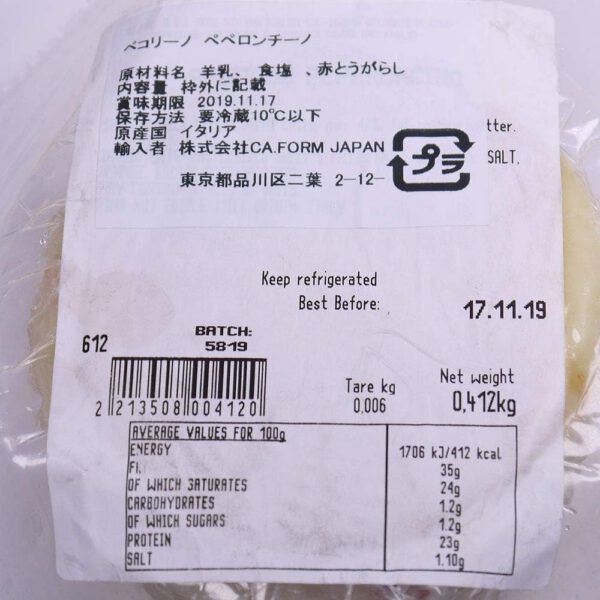 ペコリーノ ペペロンチーノ
原材料名 羊乳、食塩 、赤とうがらし
内容量 枠外に記載
賞味期限 2019.11.17
保存方法 要冷蔵10℃以下
原産国 イタリア
輸入者 株式会社CA.FORM JAPAN
東京都品川区二葉 2-12-
プラ
tter.
SALT.
Keep refrigerated
Best Before:
17.11.19
612
BATCH:
5819
2 213508 004120
Tare kg
0,006
Net weight
0,412kg
AVERAGE VALUES FOR 100g
ENERGY 1706 kJ/412 kcal
35g
OF WHICH SATURATES 24g
CARBOHYDRATES 1.2g
OF WHICH SUGARS 1.2g
PROTEIN 23g
SALT 1.10g